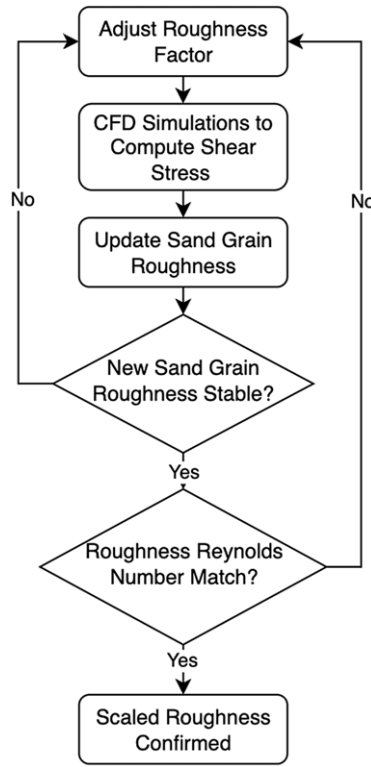 Adjust Roughness
Factor
CFD Simulations to
Compute Shear
Stress
No
No
Update Sand Grain
Roughness
New Sand Grain
Roughness Stable?
Yes
Roughness Reynolds
Number Match?
Yes
Scaled Roughness
Confirmed